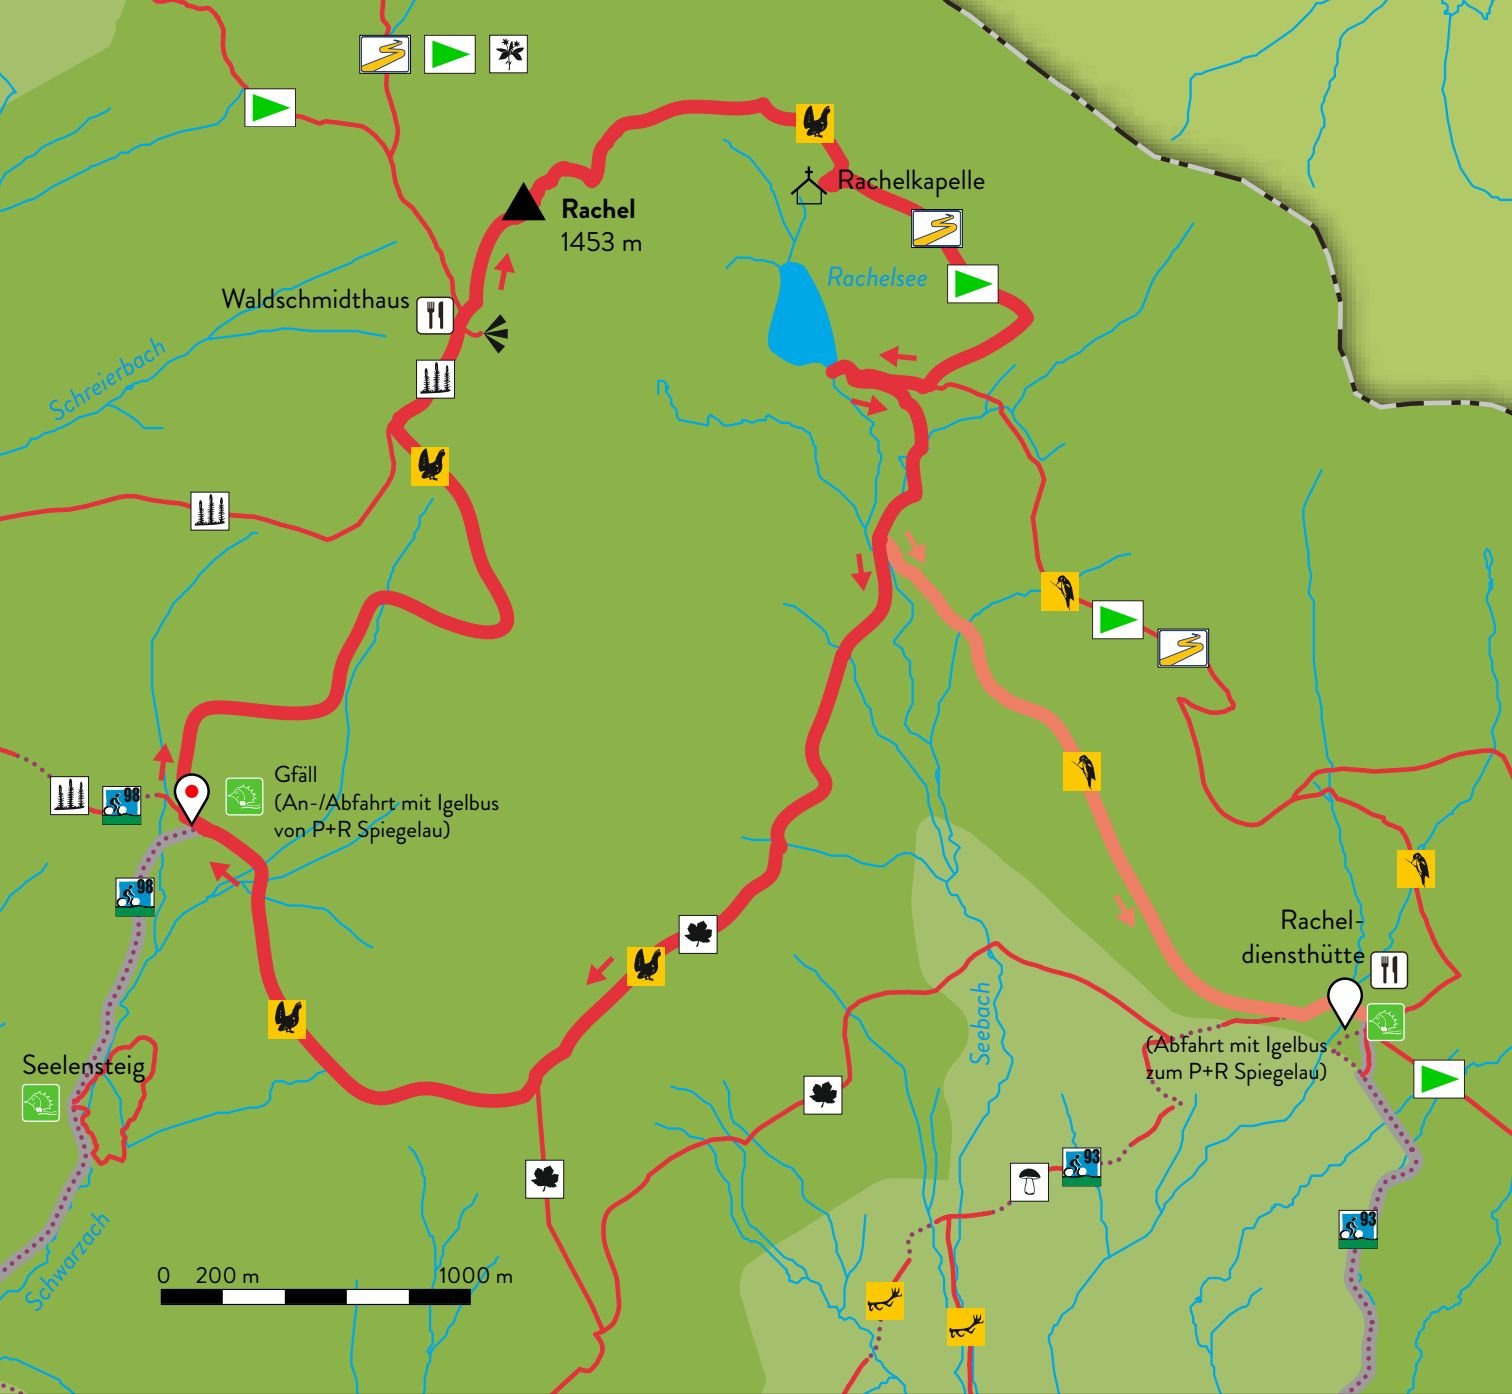 Rachelkapelle
Rachel
1453 m
Rachelsee
Waldschmidthaus
Schreierbach
98
Gfäll
(An-/Abfahrt mit Igelbus
von P+R Spiegelau)
98
Rachel-
diensthütte
Seebach
(Abfahrt mit Igelbus
zum P+R Spiegelau)
Seelensteig
93
93
Schwarzach
0 200 m 1000 m